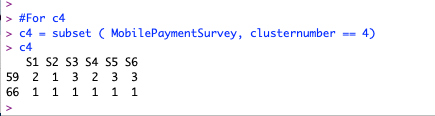 >
> #For c4
> c4 = subset ( MobilePaymentSurvey, clusternumber == 4)
> c4
   S1 S2 S3 S4 S5 S6
59  2  1  3  2  3  3
66  1  1  1  1  1  1
>